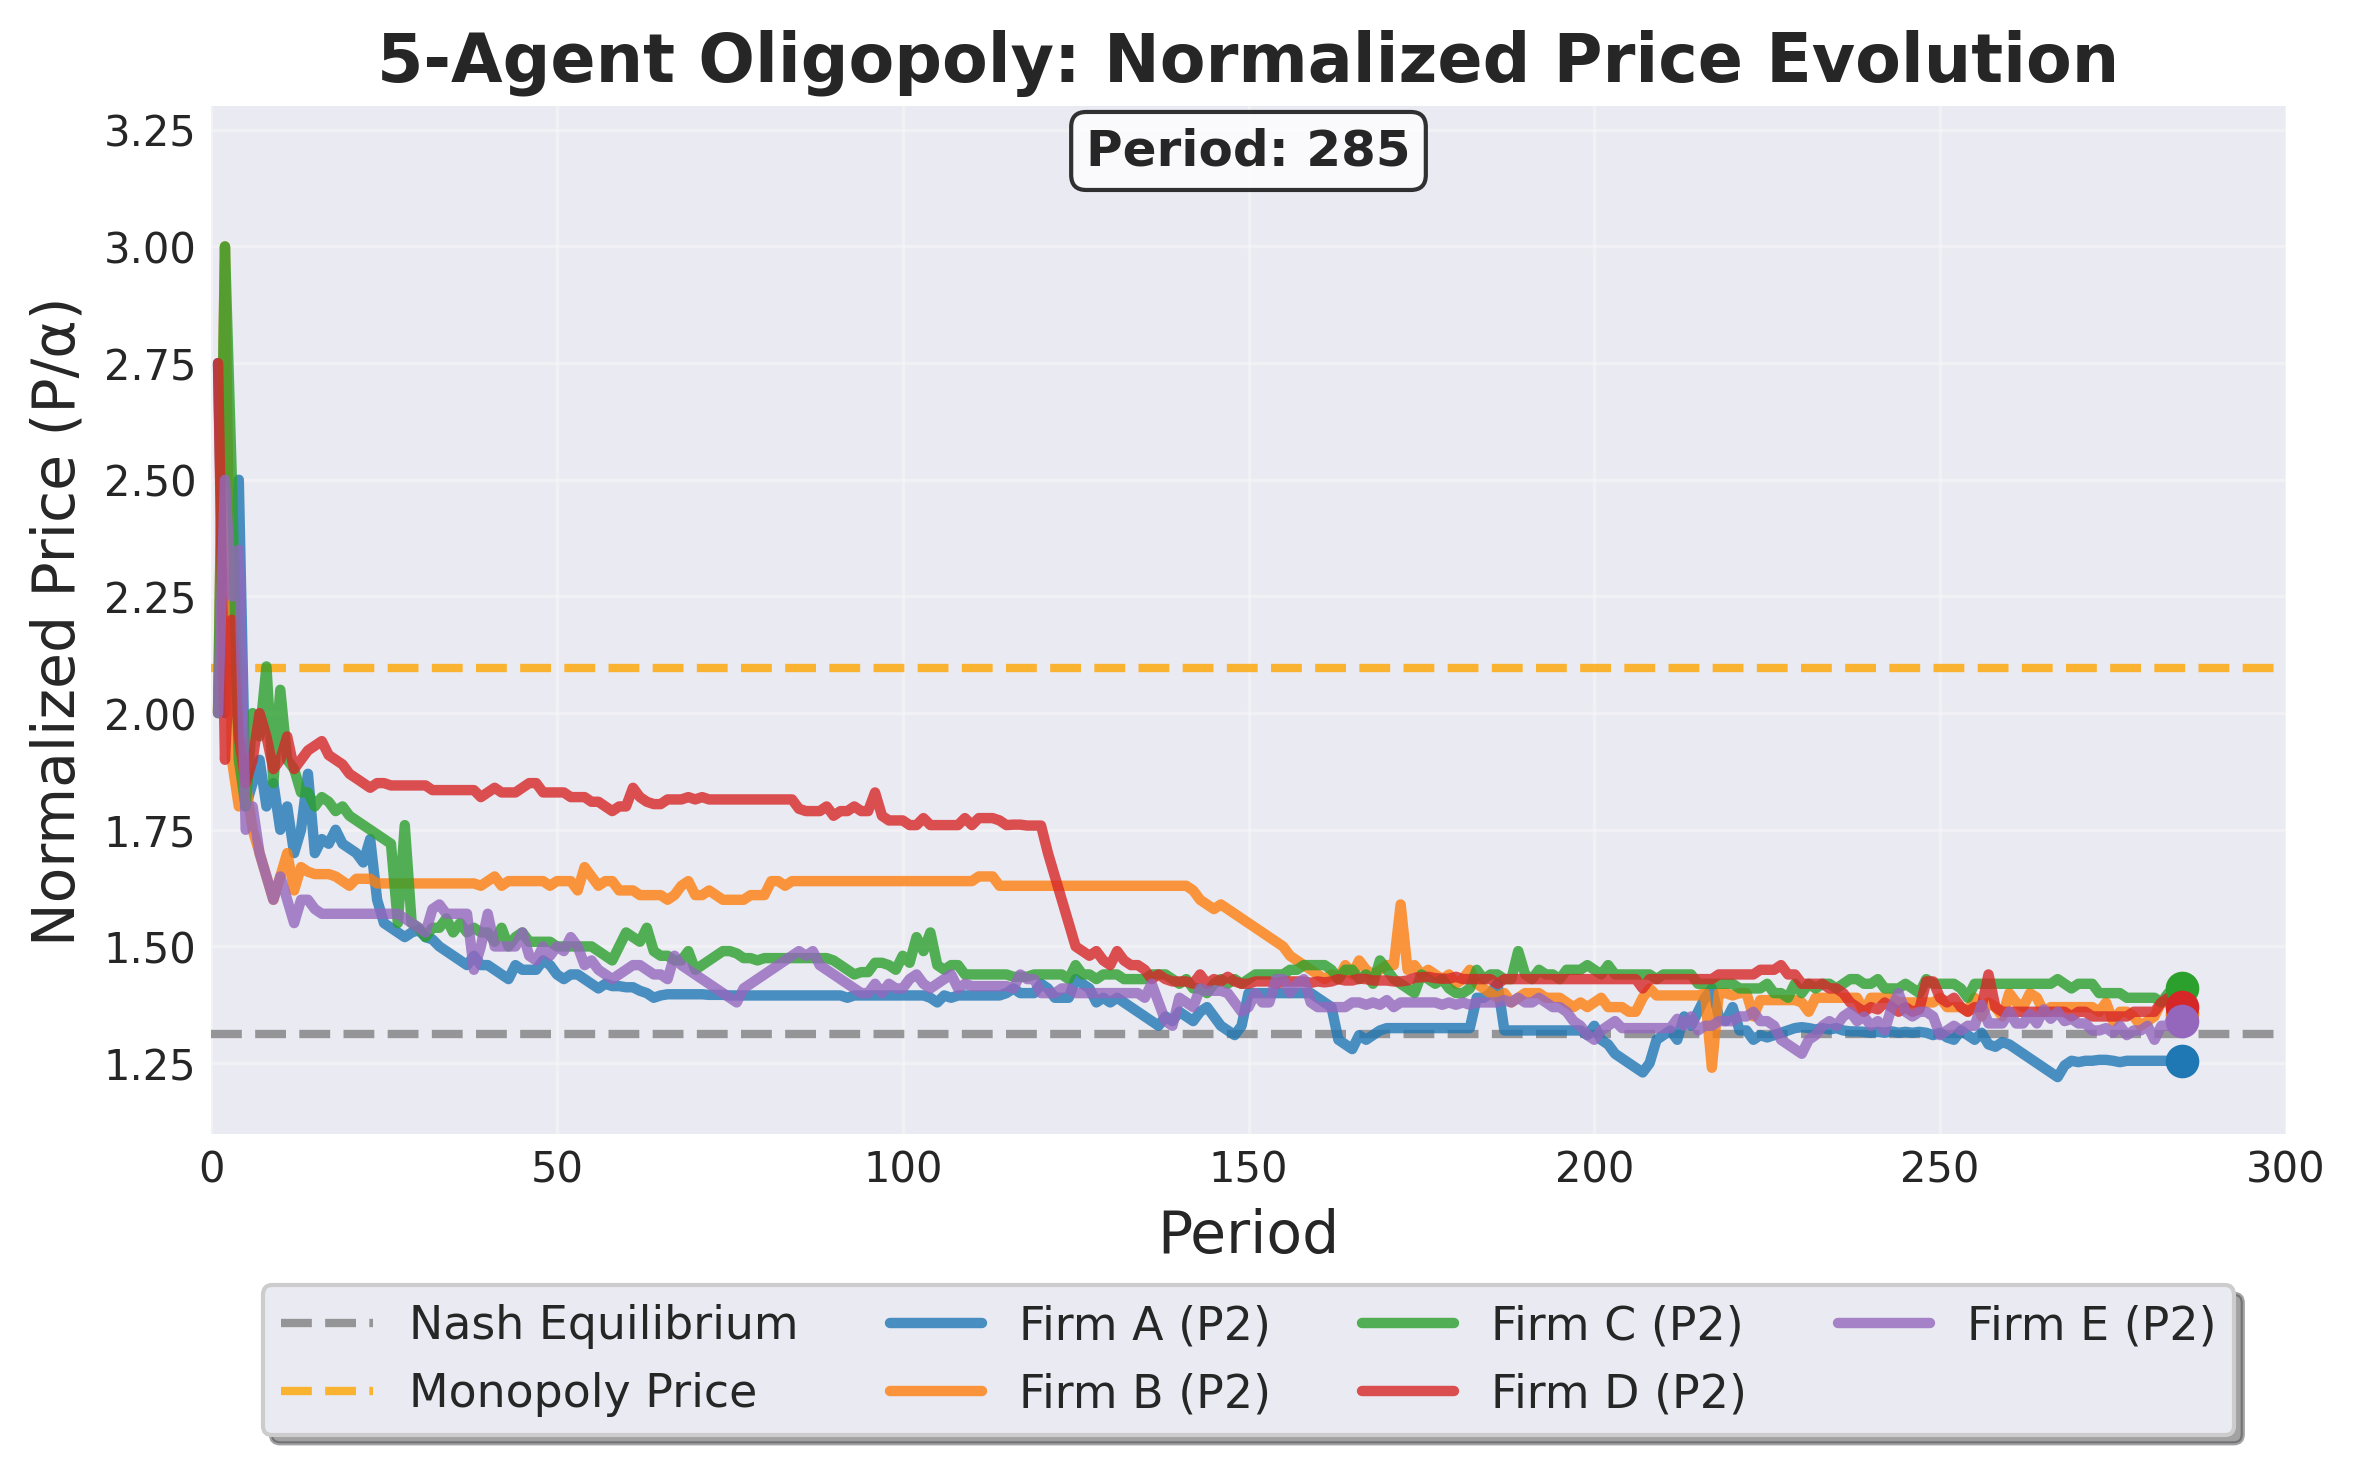 5-Agent Oligopoly: Normalized Price Evolution
Period: 285
Normalized Price (P/α)
3.25
3.00
2.75
2.50
2.25
2.00
1.75
1.50
1.25
0 50 100 150 200 250 300
Period
Nash Equilibrium
Monopoly Price
Firm A (P2)
Firm B (P2)
Firm C (P2)
Firm D (P2)
Firm E (P2)